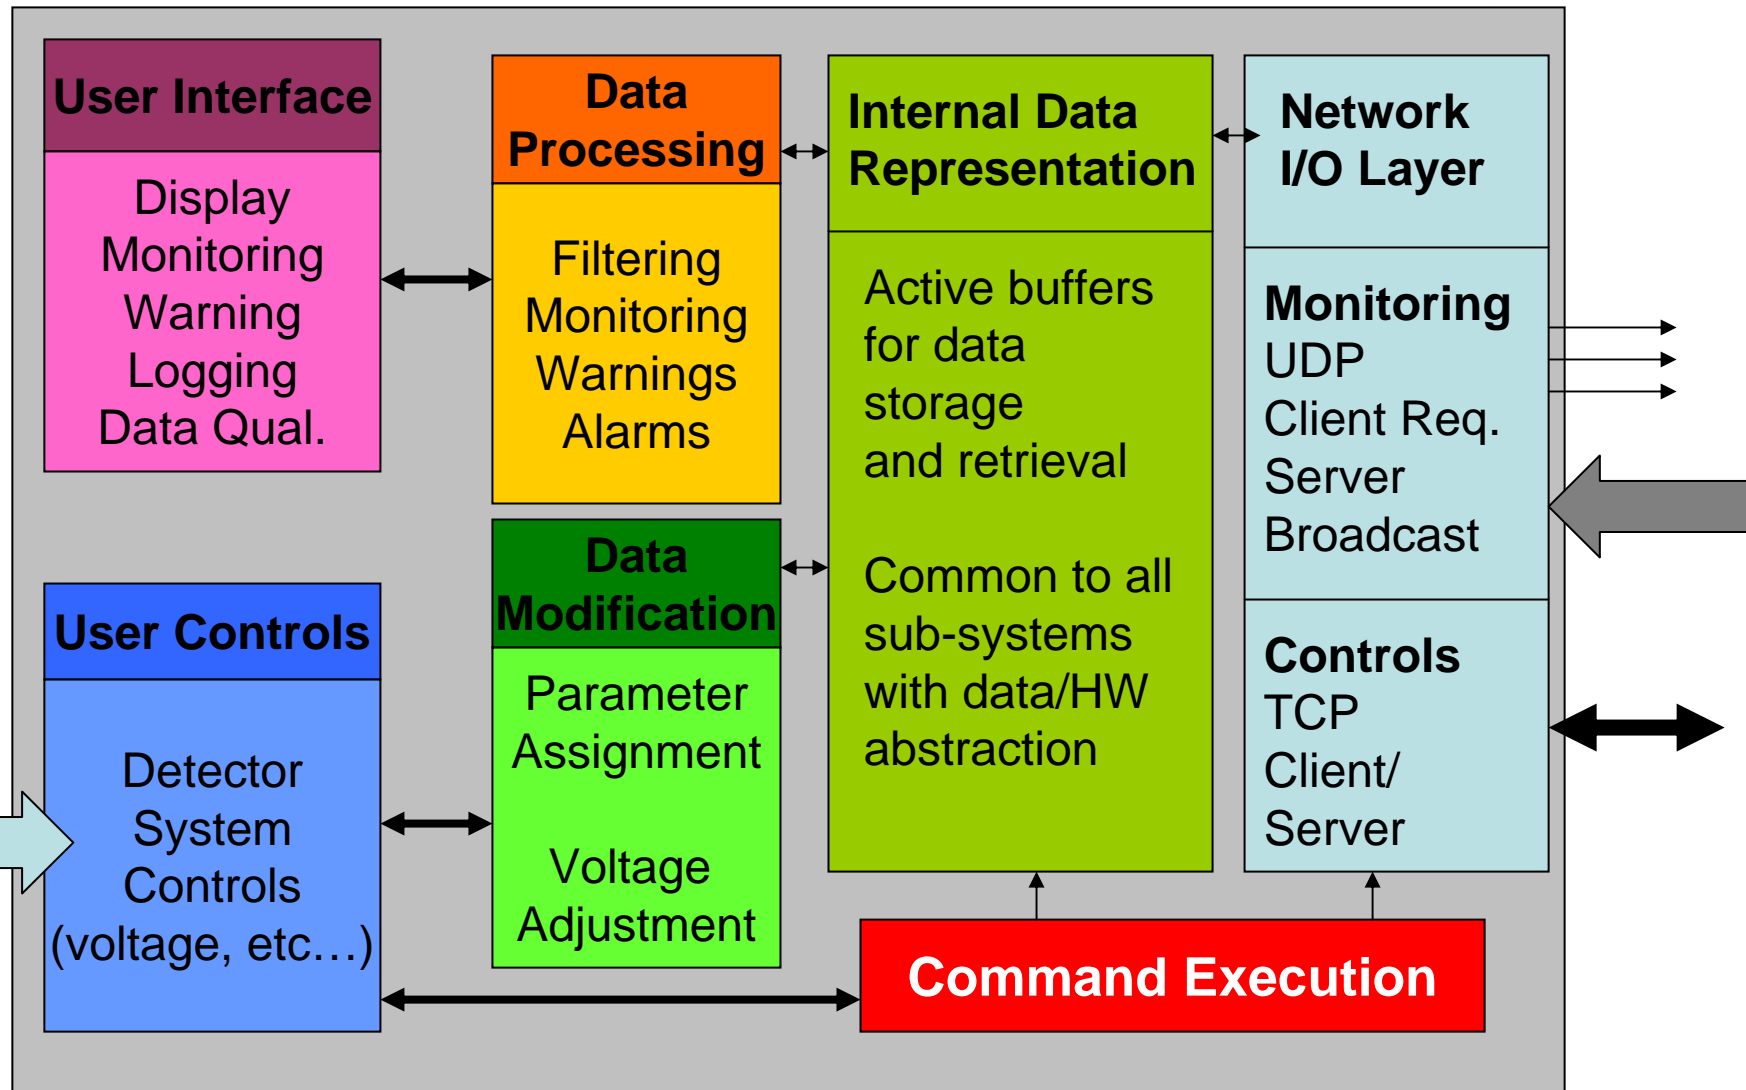 User Interface
Display
Monitoring
Warning
Logging
Data Qual.
User Controls
Detector
System
Controls
(voltage, etc…)
Data
Processing
Filtering
Monitoring
Warnings
Alarms
Data
Modification
Parameter
Assignment
Voltage
Adjustment
Internal Data
Representation
Active buffers
for data
storage
and retrieval
Common to all
sub-systems
with data/HW
abstraction
Network
I/O Layer
Monitoring
UDP
Client Req.
Server
Broadcast
Controls
TCP
Client/
Server
Command Execution